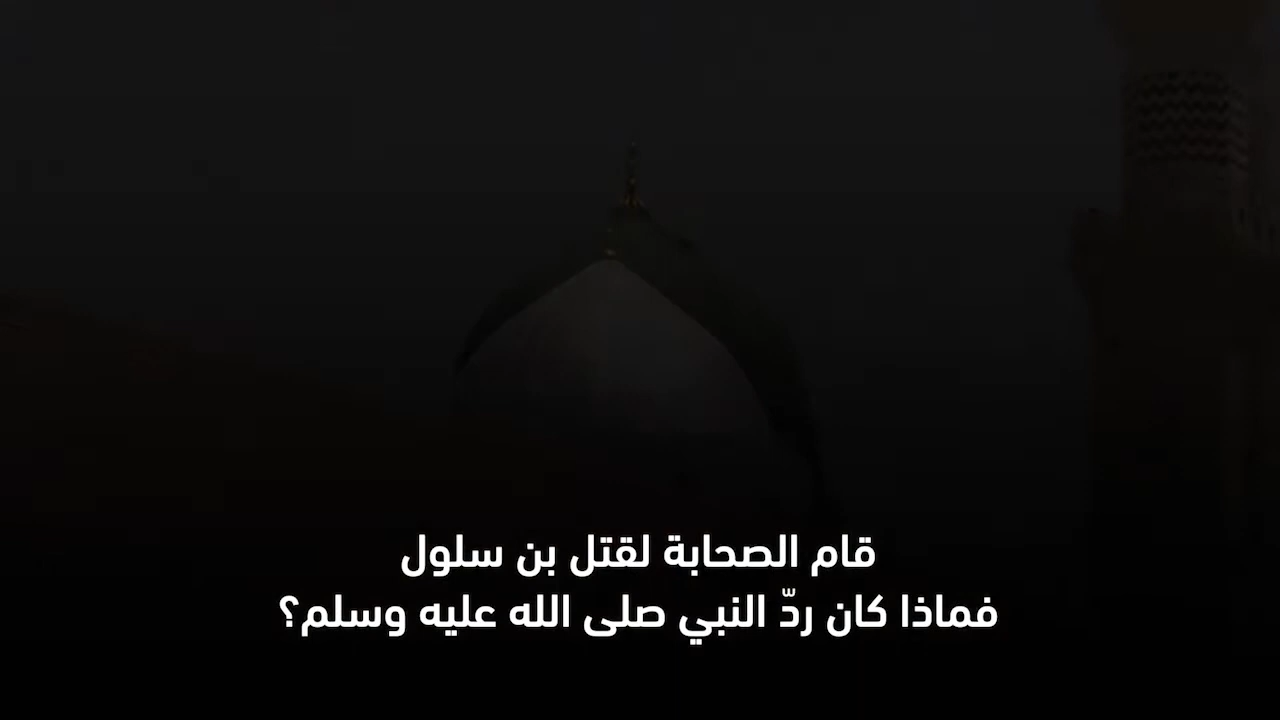 قام الصحابة لقتل بن سلول
فماذا كان ردّ النبي صلى الله عليه وسلم؟